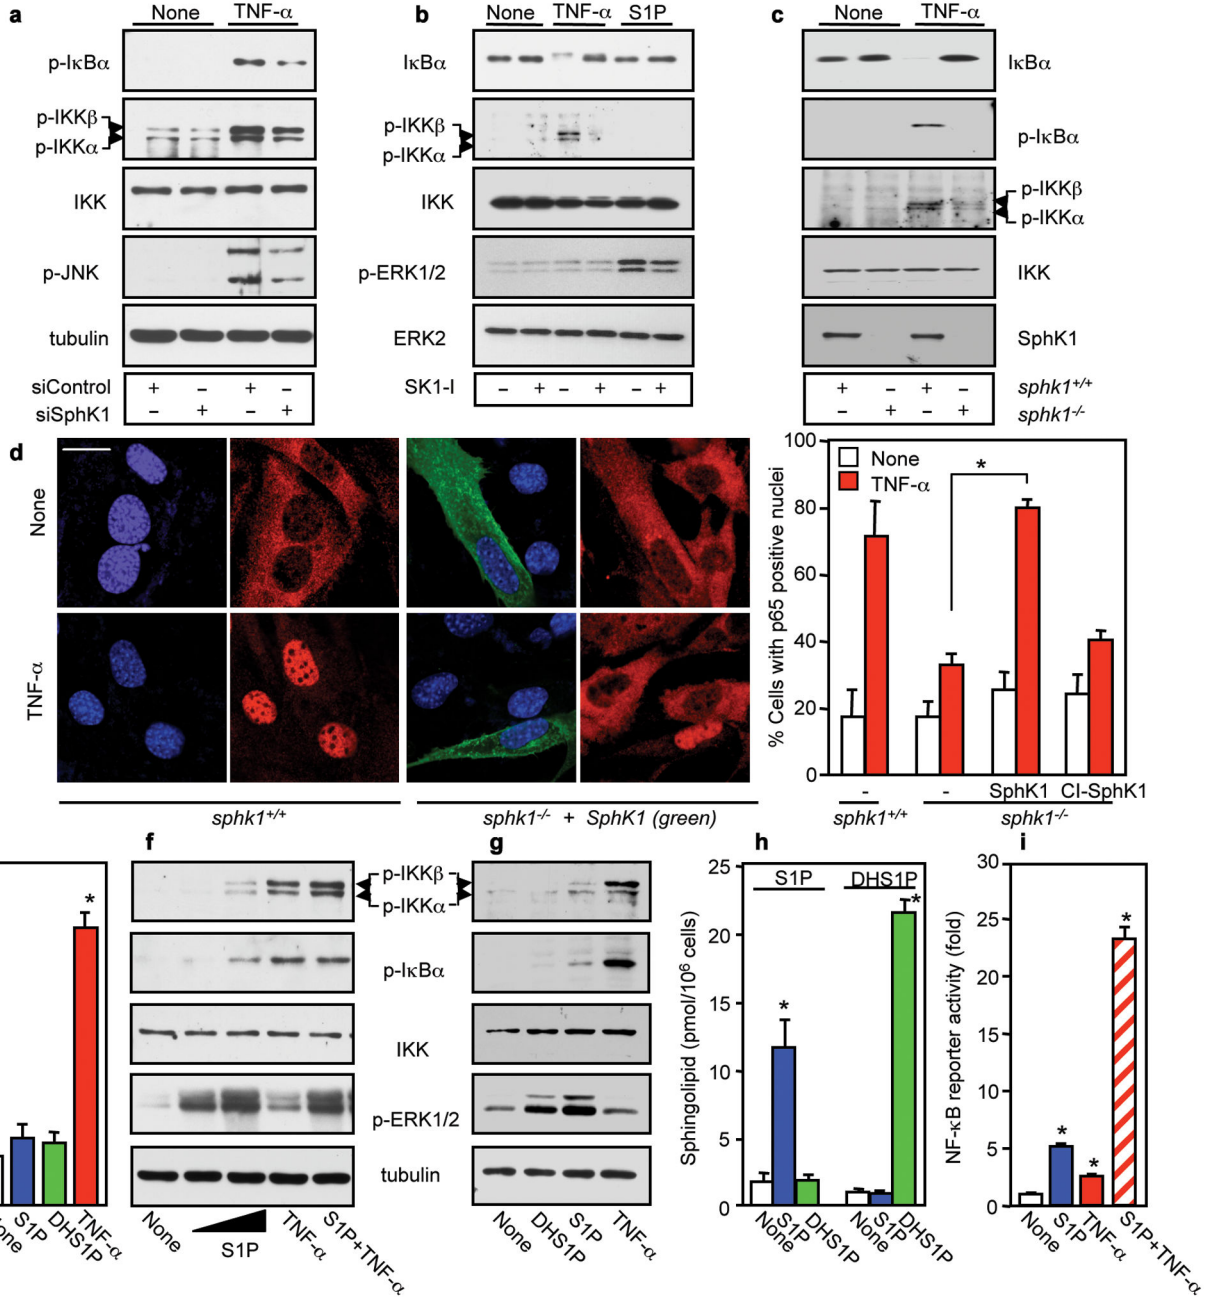 a
None
TNF-α
p-IκBα
p-IKKβ
p-IKKα
IKK
p-JNK
tubulin
siControl + – + –
siSphK1 – + – +
b
None
TNF-α
S1P
IκBα
p-IKKβ
p-IKKα
IKK
p-ERK1/2
ERK2
SK1-I – + – + – +
c
None
TNF-α
IκBα
p-IκBα
p-IKKβ
p-IKKα
IKK
SphK1
+ – + – sphk1+/+
– + – + sphk1-/-
d
None
TNF-α
sphk1+/+
sphk1-/- + SphK1 (green)
% Cells with p65 positive nuclei
100
80
60
40
20
0
None
TNF-α
*
- - SphK1 CI-SphK1
sphk1+/+ sphk1-/-
*
one
S1P
DHS1P
TNF-α
f
p-IKKβ
p-IKKα
p-IκBα
IKK
p-ERK1/2
tubulin
None
S1P
TNF-α
S1P+TNF-α
g
None
DHS1P
S1P
TNF-α
h
Sphingolipid (pmol/10⁶ cells)
25
20
15
10
5
0
S1P
DHS1P
*
*
None
S1P
DHS1P
None
S1P
DHS1P
i
NF-κB reporter activity (fold)
30
25
20
15
10
5
0
*
*
*
None
S1P
TNF-α
S1P+TNF-α